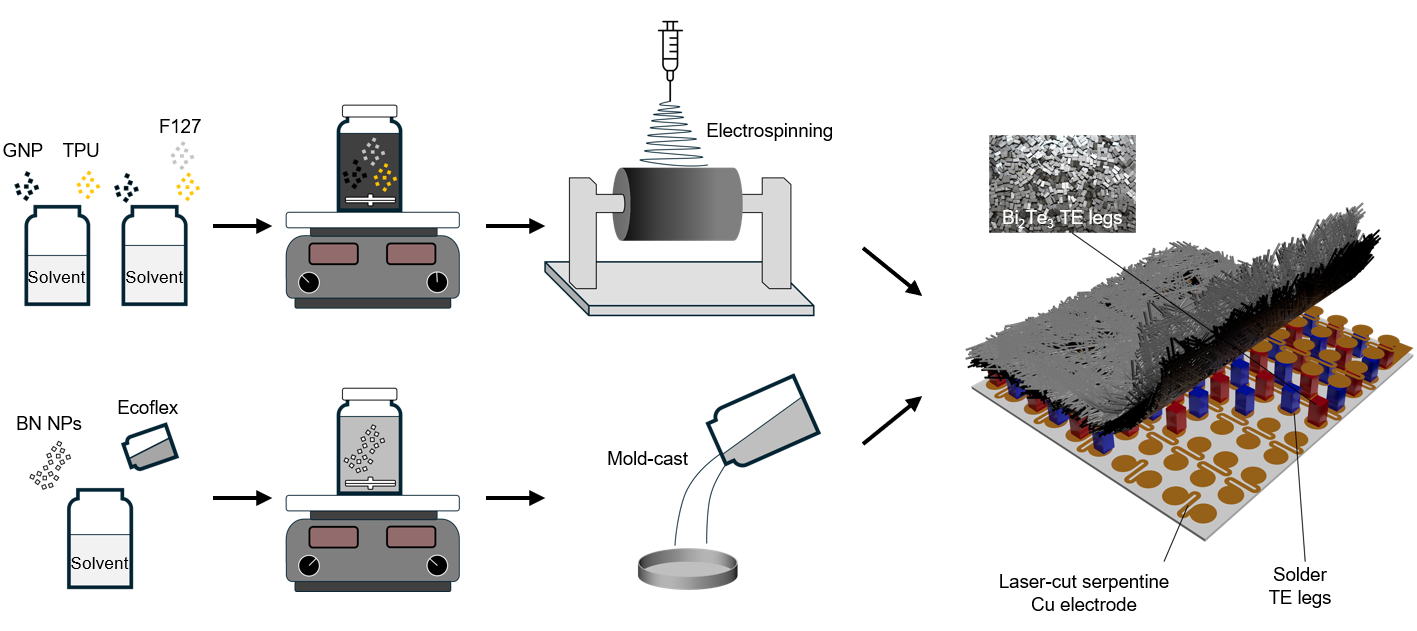 F127
GNP
TPU
Solvent
Solvent
Electrospinning
Bi₂Te₃ TE legs
BN NPs
Ecoflex
Solvent
Mold-cast
Laser-cut serpentine
Cu electrode
Solder
TE legs